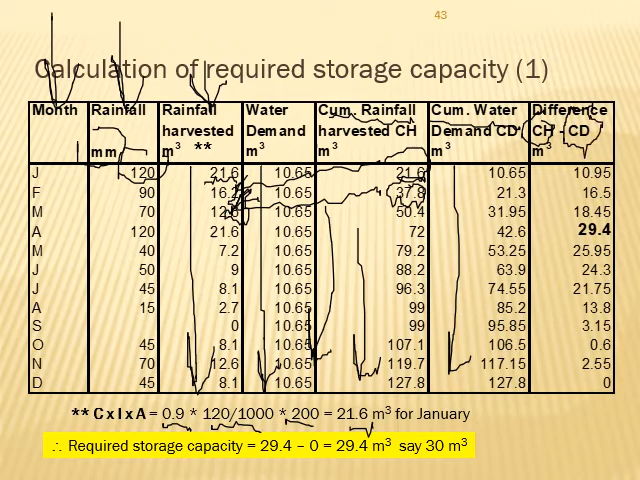 43
Calculation of required storage capacity (1)
Month Rainfall mm Rainfall harvested m³ ** Water Demand m³ Cum. Rainfall harvested CH m³ Cum. Water Demand CD m³ Difference CH - CD m³
J 120 21.6 10.65 21.6 10.65 10.95
F 90 16.2 10.65 37.8 21.3 16.5
M 70 12.6 10.65 50.4 31.95 18.45
A 120 21.6 10.65 72 42.6 29.4
M 40 7.2 10.65 79.2 53.25 25.95
J 50 9 10.65 88.2 63.9 24.3
J 45 8.1 10.65 96.3 74.55 21.75
A 15 2.7 10.65 99 85.2 13.8
S 0 10.65 99 95.85 3.15
O 45 8.1 10.65 107.1 106.5 0.6
N 70 12.6 10.65 119.7 117.15 2.55
D 45 8.1 10.65 127.8 127.8 0
** C x I x A = 0.9 * 120/1000 * 200 = 21.6 m³ for January
∴ Required storage capacity = 29.4 – 0 = 29.4 m³ say 30 m³